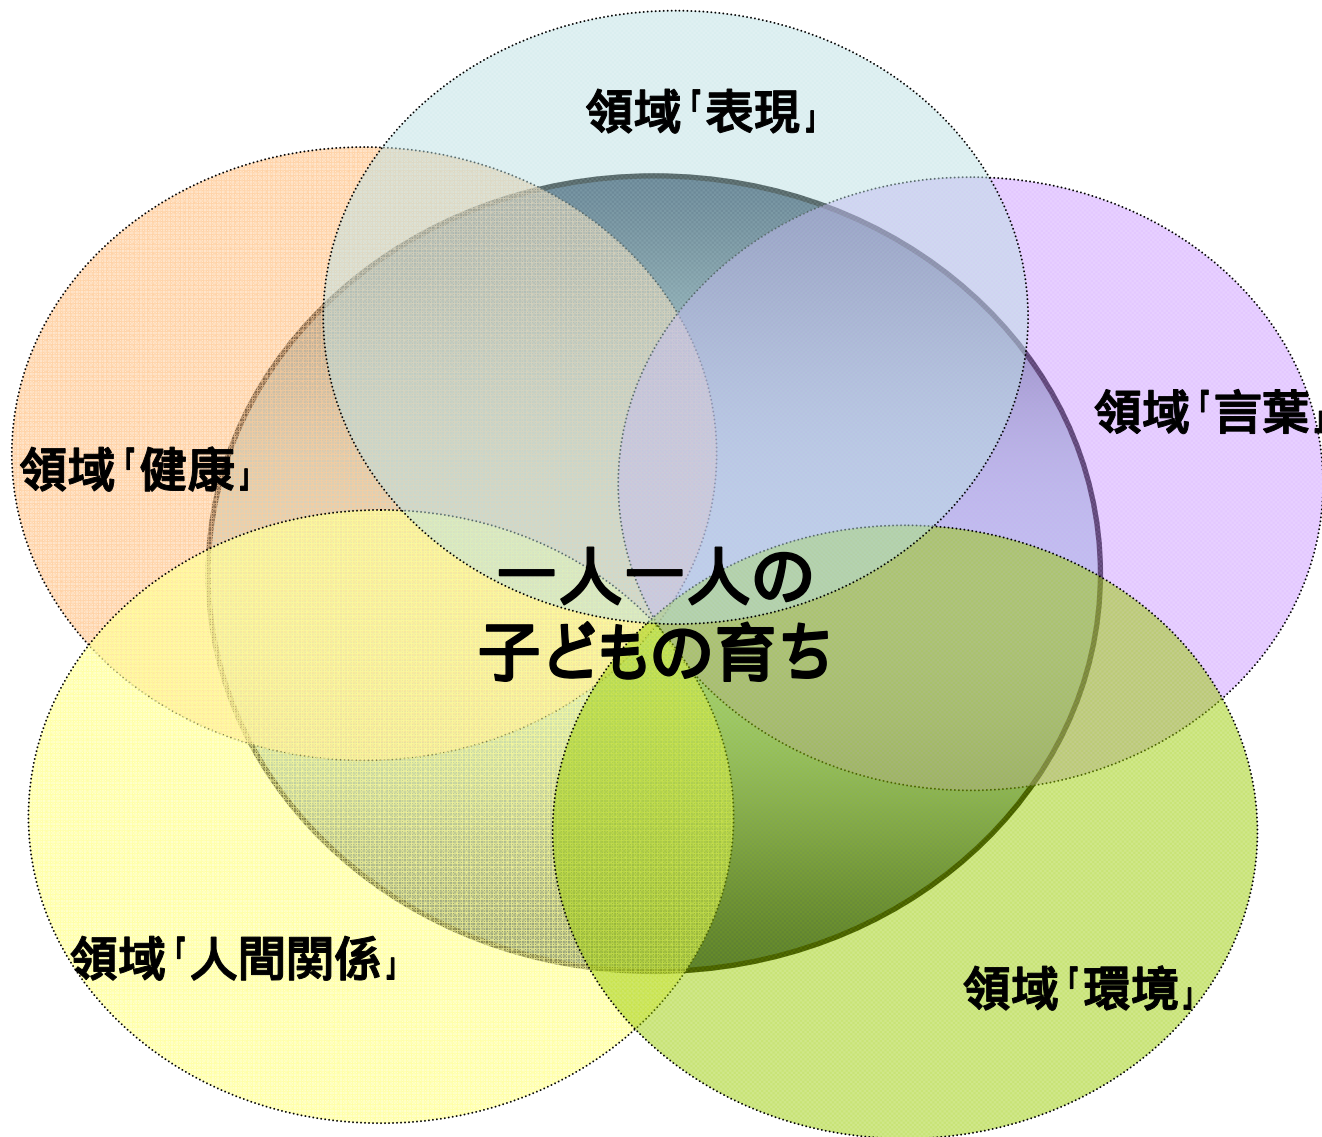 領域「表現」
領域「言葉」
領域「健康」
一人一人の
子どもの育ち
領域「人間関係」
領域「環境」